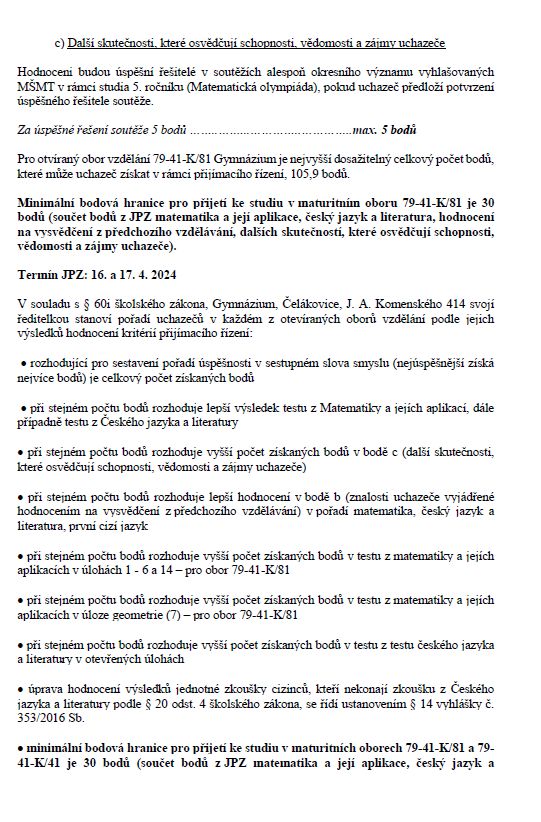 c) Další skutečnosti, které osvědčují schopnosti, vědomosti a zájmy uchazeče
Hodnoceni budou úspěšní řešitelé v soutěžích alespoň okresního významu vyhlašovaných
MŠMT v rámci studia 5. ročníku (Matematická olympiáda), pokud uchazeč předloží potvrzení
úspěšného řešitele soutěže.
Za úspěšné řešení soutěže 5 bodů ……………………………………..max. 5 bodů
Pro otvíraný obor vzdělání 79-41-K/81 Gymnázium je nejvyšší dosažitelný celkový počet bodů,
které může uchazeč získat v rámci přijímacího řízení, 105,9 bodů.
Minimální bodová hranice pro přijetí ke studiu v maturitním oboru 79-41-K/81 je 30
bodů (součet bodů z JPZ matematika a její aplikace, český jazyk a literatura, hodnocení
na vysvědčení z předchozího vzdělávání, dalších skutečností, které osvědčují schopnosti,
vědomosti a zájmy uchazeče).
Termín JPZ: 16. a 17. 4. 2024
V souladu s § 60i školského zákona, Gymnázium, Čelákovice, J. A. Komenského 414 svojí
ředitelkou stanoví pořadí uchazečů v každém z otevíraných oborů vzdělání podle jejich
výsledků hodnocení kritérií přijímacího řízení:
● rozhodující pro sestavení pořadí úspěšnosti v sestupném slova smyslu (nejúspěšnější získá
nejvíce bodů) je celkový počet získaných bodů
● při stejném počtu bodů rozhoduje lepší výsledek testu z Matematiky a jejích aplikací, dále
případně testu z Českého jazyka a literatury
● při stejném počtu bodů rozhoduje vyšší počet získaných bodů v bodě c (další skutečnosti,
které osvědčují schopnosti, vědomosti a zájmy uchazeče)
● při stejném počtu bodů rozhoduje lepší hodnocení v bodě b (znalosti uchazeče vyjádřené
hodnocením na vysvědčení z předchozího vzdělávání) v pořadí matematika, český jazyk a
literatura, první cizí jazyk
● při stejném počtu bodů rozhoduje vyšší počet získaných bodů v testu z matematiky a jejích
aplikacích v úlohách 1 - 6 a 14 – pro obor 79-41-K/81
● při stejném počtu bodů rozhoduje vyšší počet získaných bodů v testu z matematiky a jejích
aplikacích v úloze geometrie (7) – pro obor 79-41-K/81
● při stejném počtu bodů rozhoduje vyšší počet získaných bodů v testu z testu českého jazyka
a literatury v otevřených úlohách
● úprava hodnocení výsledků jednotné zkoušky cizinců, kteří nekonají zkoušku z Českého
jazyka a literatury podle § 20 odst. 4 školského zákona, se řídí ustanovením § 14 vyhlášky č.
353/2016 Sb.
● minimální bodová hranice pro přijetí ke studiu v maturitních oborech 79-41-K/81 a 79-
41-K/41 je 30 bodů (součet bodů z JPZ matematika a její aplikace, český jazyk a